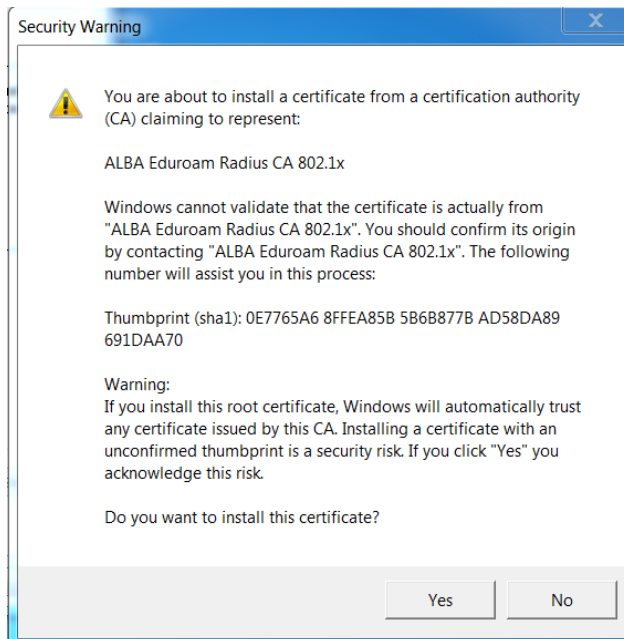 Security Warning
You are about to install a certificate from a certification authority
(CA) claiming to represent:
ALBA Eduroam Radius CA 802.1x
Windows cannot validate that the certificate is actually from
"ALBA Eduroam Radius CA 802.1x". You should confirm its origin
by contacting "ALBA Eduroam Radius CA 802.1x". The following
number will assist you in this process:
Thumbprint (sha1): 0E7765A6 8FFEA85B 5B6B877B AD58DA89
691DAA70
Warning:
If you install this root certificate, Windows will automatically trust
any certificate issued by this CA. Installing a certificate with an
unconfirmed thumbprint is a security risk. If you click "Yes" you
acknowledge this risk.
Do you want to install this certificate?
Yes No